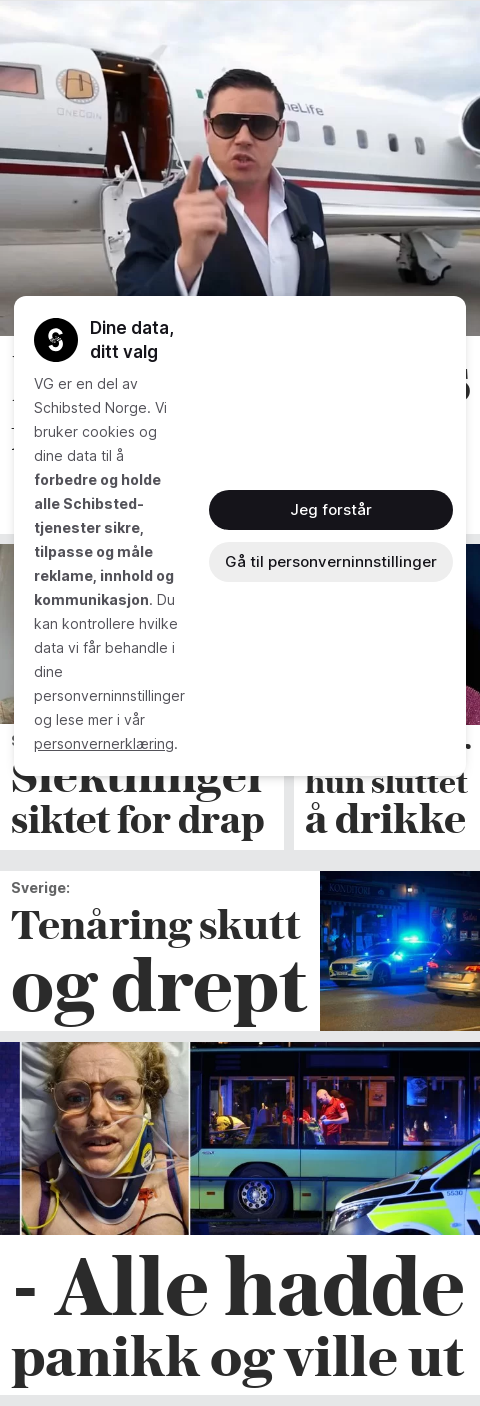 ONECOIN
neLife
Dine data,
ditt valg
VG er en del av
Schibsted Norge. Vi
bruker cookies og
dine data til å
forbedre og holde
alle Schibsted-
tjenester sikre,
tilpasse og måle
reklame, innhold og
kommunikasjon. Du
kan kontrollere hvilke
data vi får behandle i
dine
personverninnstillinger
og lese mer i vår
personvernerklæring.
Jeg forstår
Gå til personverninnstillinger
Slektninger
siktet for drap
hun sluttet
å drikke
Sverige:
Tenåring skutt
og drept
KONDITORI
5530
- Alle hadde
panikk og ville ut